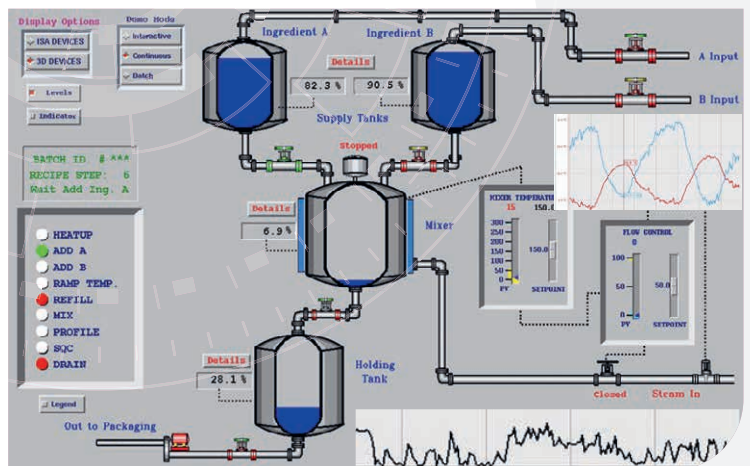 Display Options
ISA DEVICES
3D DEVICES
Levels
Indicator
Demo Mode
Interactive
Continuous
Batch
Ingredient A
Ingredient B
Details
82.3 %
90.5 %
Supply Tanks
A Input
B Input
BATCH ID # ***
RECIPE STEP: 6
Wait Add Ing. A
Stopped
HEATUP
ADD A
ADD B
RAMP TEMP.
REFILL
MIX
PROFILE
SQC
DRAIN
Details
6.9 %
Mixer
MIXER TEMPERATURE
15
150.0
300
250
200
150
100
50
0
150.0
PV
SETPOINT
FLOW CONTROL
0
100
50
0
50.0
PV
SETPOINT
Details
28.1 %
Holding
Tank
Closed
Steam In
Legend
Out to Packaging